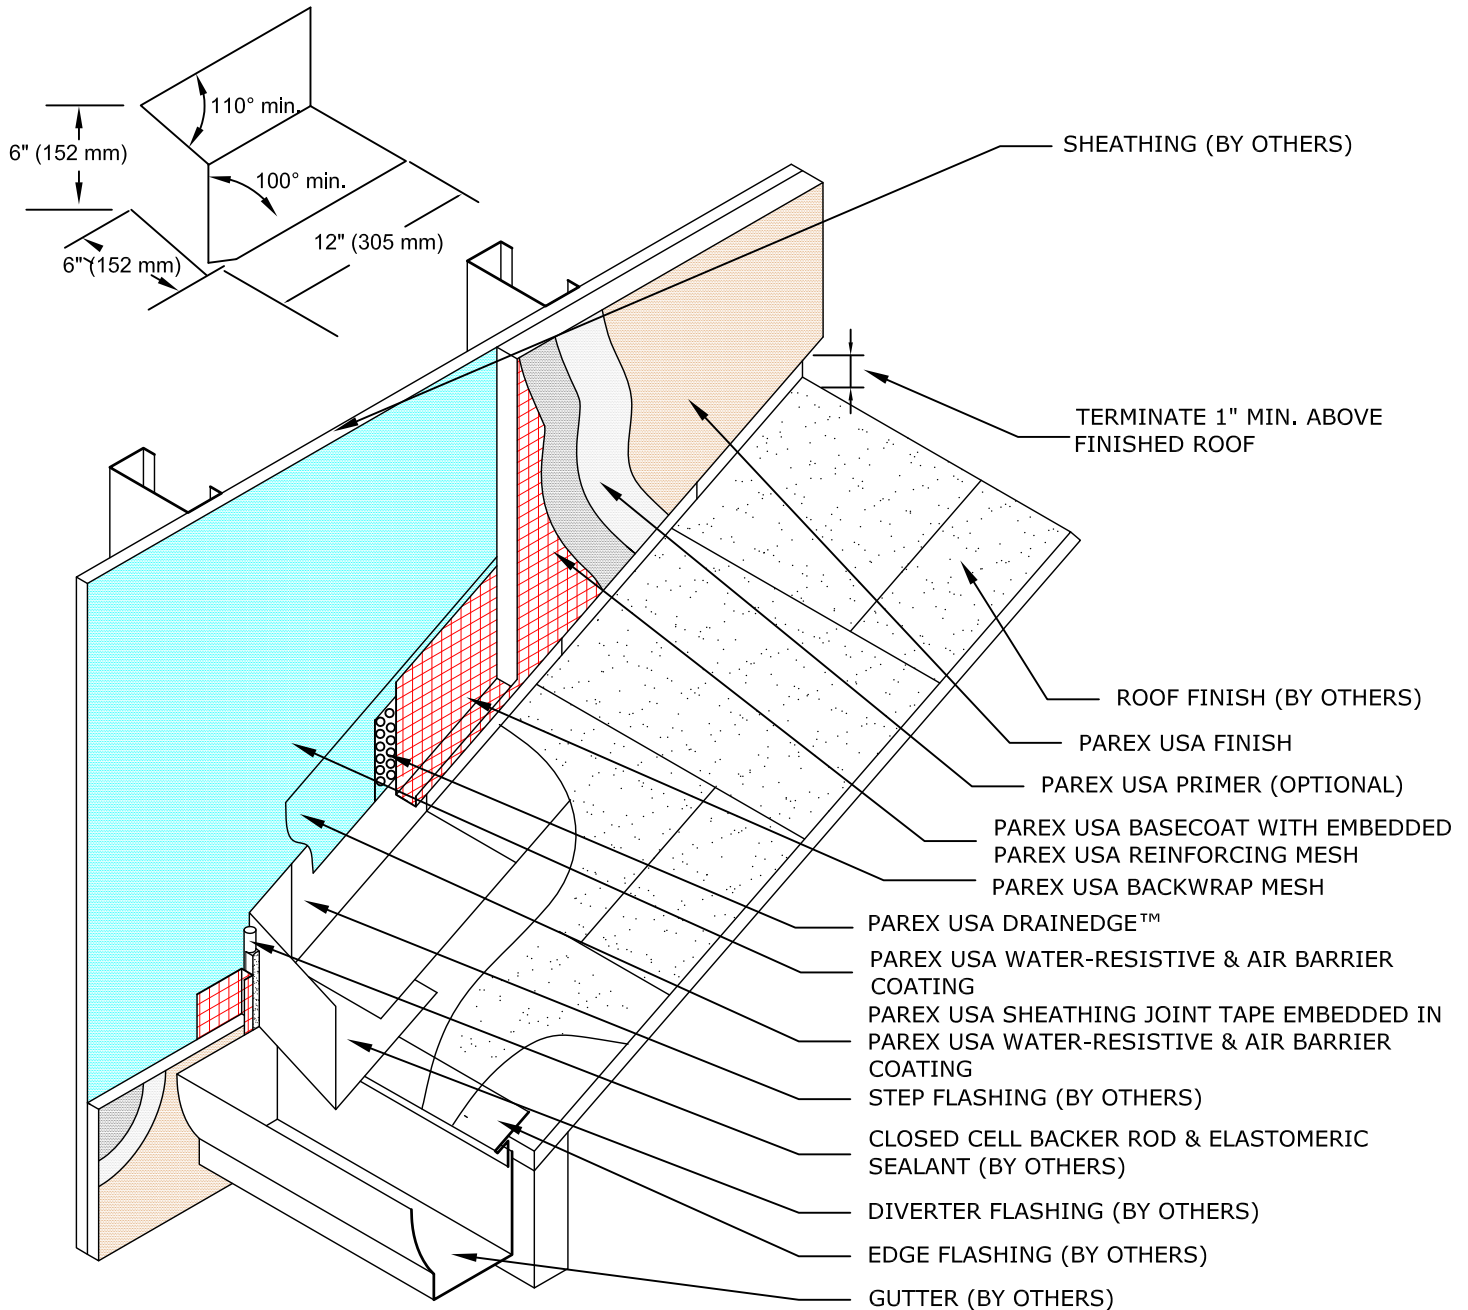 110° min.
6" (152 mm)
100° min.
12" (305 mm)
6" (152 mm)
SHEATHING (BY OTHERS)
TERMINATE 1" MIN. ABOVE
FINISHED ROOF
ROOF FINISH (BY OTHERS)
PAREX USA FINISH
PAREX USA PRIMER (OPTIONAL)
PAREX USA BASECOAT WITH EMBEDDED
PAREX USA REINFORCING MESH
PAREX USA BACKWRAP MESH
PAREX USA DRAINEDGE™
PAREX USA WATER-RESISTIVE & AIR BARRIER
COATING
PAREX USA SHEATHING JOINT TAPE EMBEDDED IN
PAREX USA WATER-RESISTIVE & AIR BARRIER
COATING
STEP FLASHING (BY OTHERS)
CLOSED CELL BACKER ROD & ELASTOMERIC
SEALANT (BY OTHERS)
DIVERTER FLASHING (BY OTHERS)
EDGE FLASHING (BY OTHERS)
GUTTER (BY OTHERS)